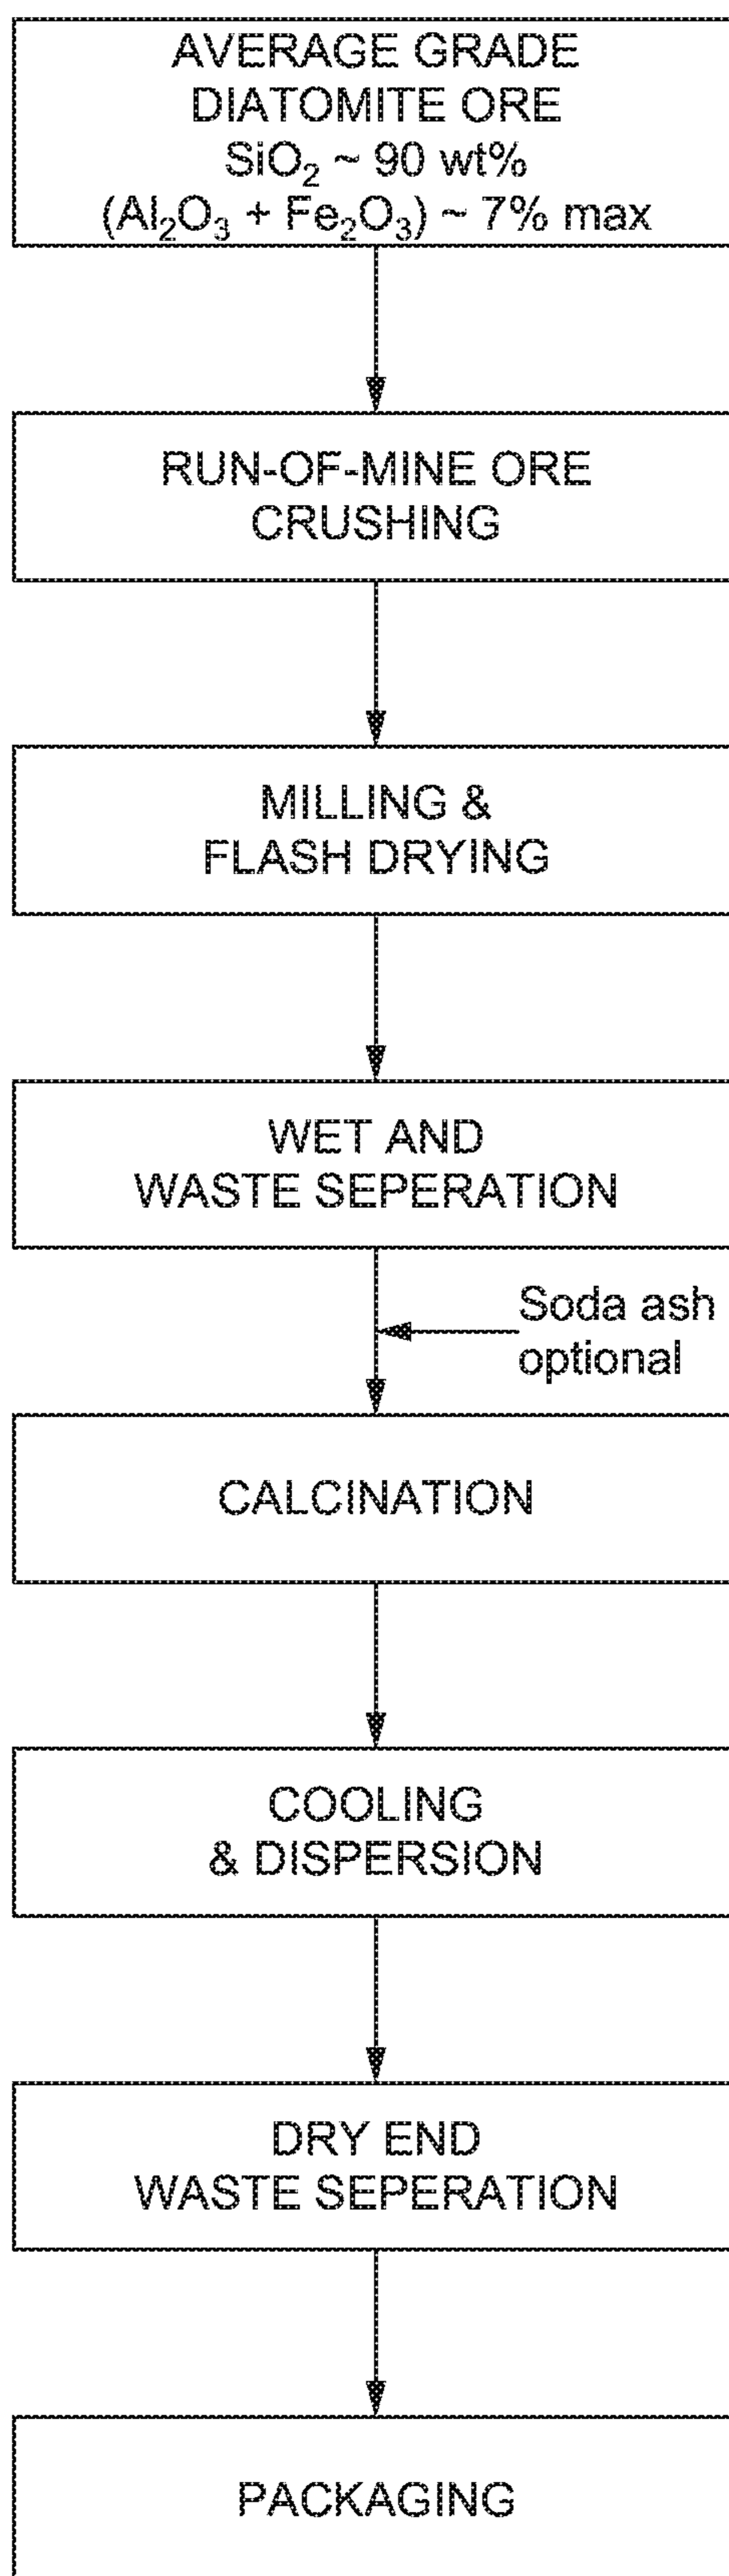 AVERAGE GRADE
DIATOMITE ORE
SiO₂ ~ 90 wt%
(Al₂O₃ + Fe₂O₃) ~ 7% max
RUN-OF-MINE ORE
CRUSHING
MILLING &
FLASH DRYING
WET AND
WASTE SEPERATION
Soda ash
optional
CALCINATION
COOLING
& DISPERSION
DRY END
WASTE SEPERATION
PACKAGING